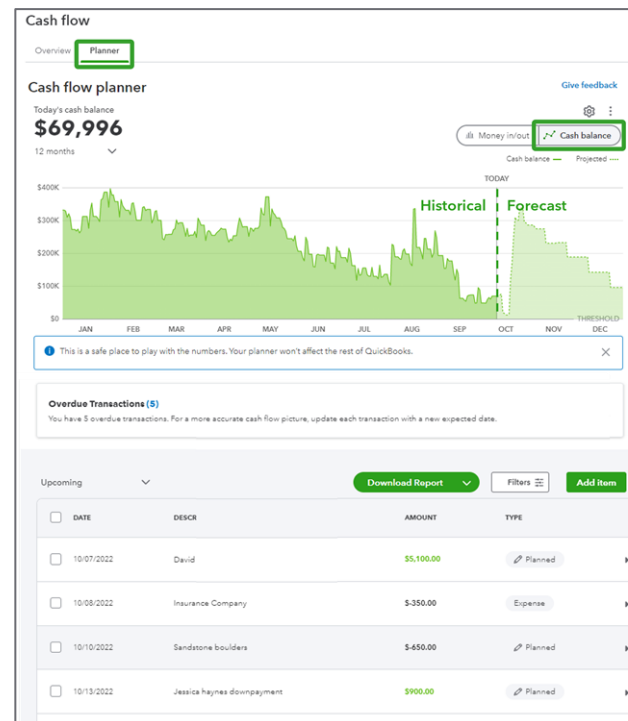 Cash flow
Overview Planner
Cash flow planner
Give feedback
Today's cash balance
$69,996
Money in/out Cash balance
12 months
Cash balance Projected
TODAY
$400K
Historical Forecast
$300K
$200K
$100K
$0
THRESHOLD
JAN FEB MAR APR MAY JUN JUL AUG SEP OCT NOV DEC
This is a safe place to play with the numbers. Your planner won't affect the rest of QuickBooks.
Overdue Transactions (5)
You have 5 overdue transactions. For a more accurate cash flow picture, update each transaction with a new expected date.
Upcoming Download Report Filters Add item
DATE DESCR AMOUNT TYPE
10/07/2022 David $5,100.00 Planned
10/08/2022 Insurance Company $-350.00 Expense
10/10/2022 Sandstone boulders $-650.00 Planned
10/13/2022 Jessica haynes downpayment $900.00 Planned